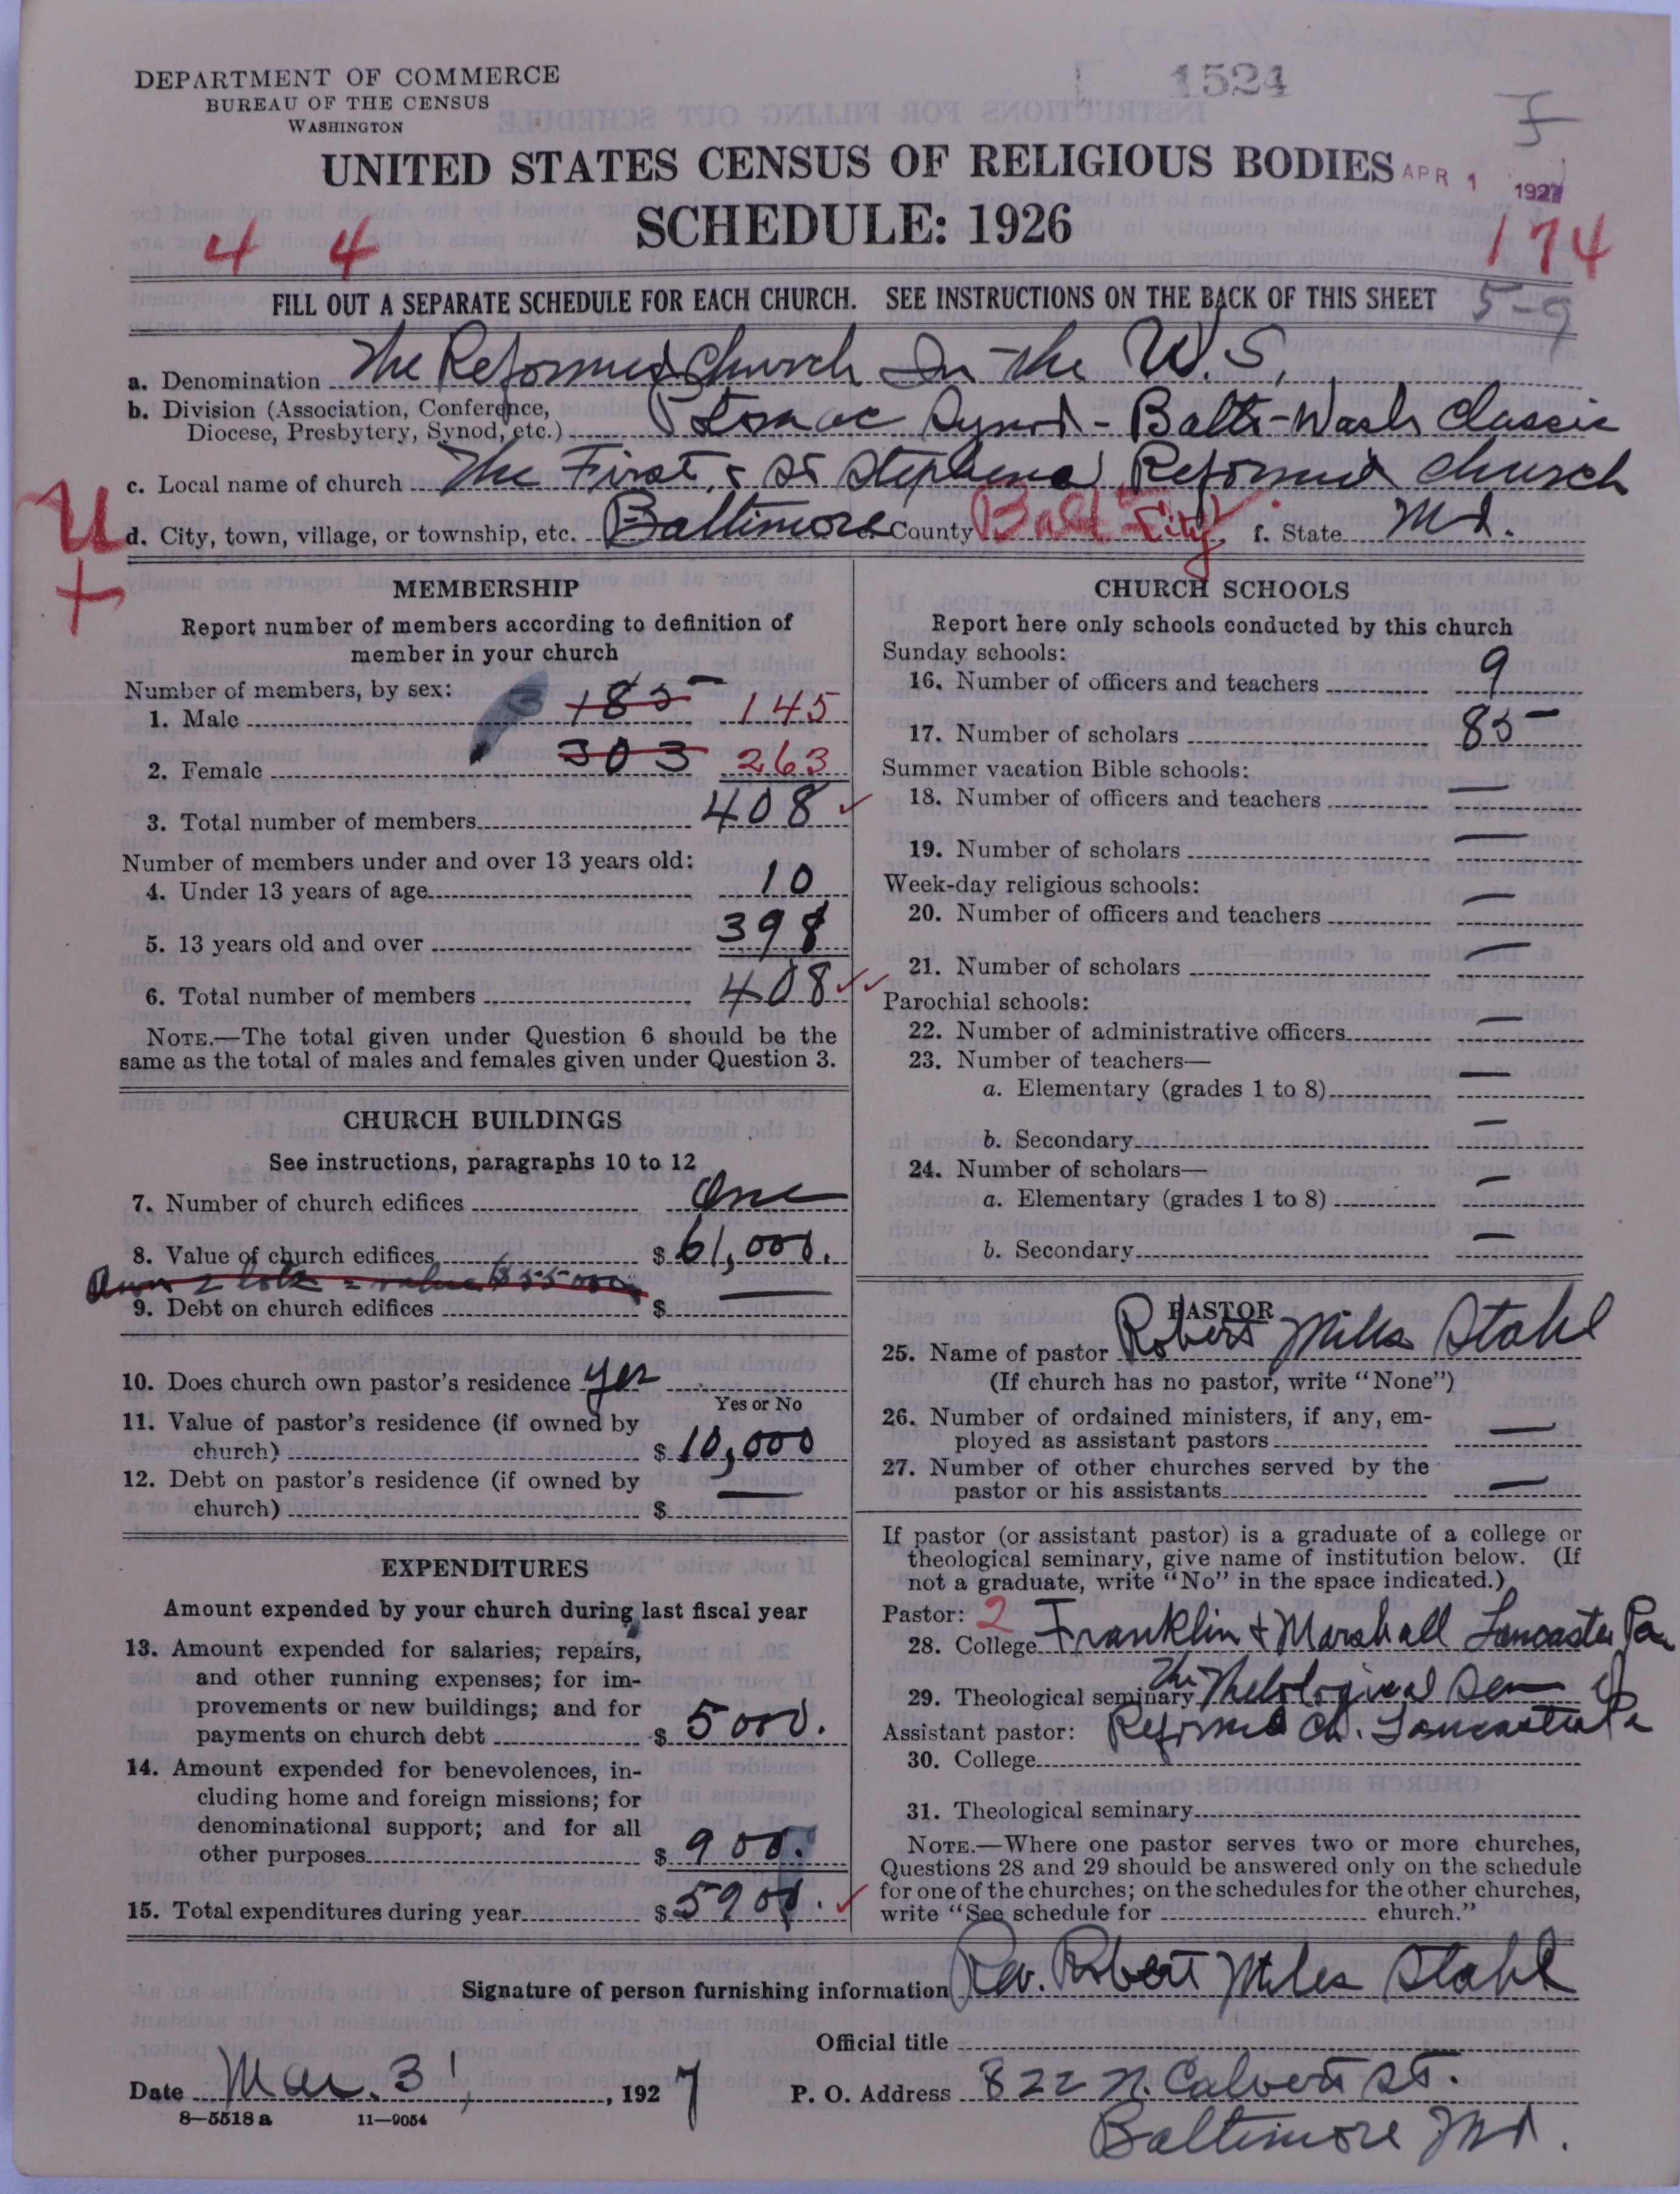 DEPARTMENT OF COMMERCE
BUREAU OF THE CENSUS
WASHINGTON
1524
F
UNITED STATES CENSUS OF RELIGIOUS BODIES
APR 1 1927
SCHEDULE: 1926
4 4
174
FILL OUT A SEPARATE SCHEDULE FOR EACH CHURCH. SEE INSTRUCTIONS ON THE BACK OF THIS SHEET
5-9
a. Denomination The Reformed Church In The U.S.
b. Division (Association, Conference, Diocese, Presbytery, Synod, etc.) Potomac Synod - Balto-Wash Classis
c. Local name of church The First & St Stephens Reformed Church
U
d. City, town, village, or township, etc. Baltimore e. County Balt City f. State Md.
+
MEMBERSHIP
Report number of members according to definition of
member in your church
Number of members, by sex:
1. Male 185 145
2. Female 303 263
3. Total number of members 408 ✓
Number of members under and over 13 years old:
4. Under 13 years of age 10
5. 13 years old and over 398
6. Total number of members 408 ✓✓
NOTE.—The total given under Question 6 should be the
same as the total of males and females given under Question 3.
CHURCH BUILDINGS
See instructions, paragraphs 10 to 12
7. Number of church edifices One
8. Value of church edifices $ 61,000.
2 lots = value $55000
9. Debt on church edifices $ —
10. Does church own pastor's residence yes
Yes or No
11. Value of pastor's residence (if owned by
church) $ 10,000
12. Debt on pastor's residence (if owned by
church) $ —
EXPENDITURES
Amount expended by your church during last fiscal year
13. Amount expended for salaries; repairs,
and other running expenses; for im-
provements or new buildings; and for
payments on church debt $ 5000.
14. Amount expended for benevolences, in-
cluding home and foreign missions; for
denominational support; and for all
other purposes $ 900.
15. Total expenditures during year $ 5900. ✓
CHURCH SCHOOLS
Report here only schools conducted by this church
Sunday schools:
16. Number of officers and teachers 9
17. Number of scholars 85
Summer vacation Bible schools:
18. Number of officers and teachers —
19. Number of scholars —
Week-day religious schools:
20. Number of officers and teachers —
21. Number of scholars —
Parochial schools:
22. Number of administrative officers —
23. Number of teachers—
a. Elementary (grades 1 to 8) —
b. Secondary —
24. Number of scholars—
a. Elementary (grades 1 to 8) —
b. Secondary —
PASTOR
25. Name of pastor Robert Miles Stahl
(If church has no pastor, write "None")
26. Number of ordained ministers, if any, em-
ployed as assistant pastors —
27. Number of other churches served by the
pastor or his assistants —
If pastor (or assistant pastor) is a graduate of a college or
theological seminary, give name of institution below. (If
not a graduate, write "No" in the space indicated.)
Pastor: 2
28. College Franklin + Marshall Lancaster Pa
29. Theological seminary The Theological Sem of
Assistant pastor: Reformed Ch. Lancaster Pa
30. College
31. Theological seminary
NOTE.—Where one pastor serves two or more churches,
Questions 28 and 29 should be answered only on the schedule
for one of the churches; on the schedules for the other churches,
write "See schedule for church."
Signature of person furnishing information Rev. Robert Miles Stahl
Official title
Date Mar. 31, 1927 P. O. Address 822 N. Calvert St.
8-5518 a 11-9054
Baltimore Md.